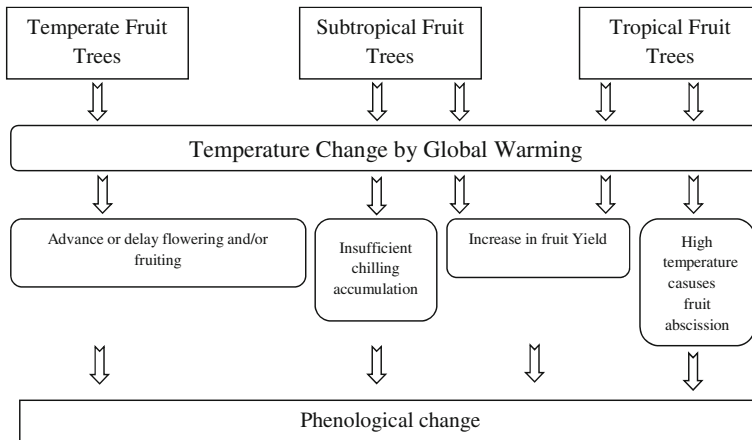 Temperate Fruit
Trees
Subtropical Fruit
Trees
Tropical Fruit
Trees
Temperature Change by Global Warming
Advance or delay flowering and/or
fruiting
Insufficient
chilling
accumulation
Increase in fruit Yield
High
temperature
casuses
fruit
abscission
Phenological change